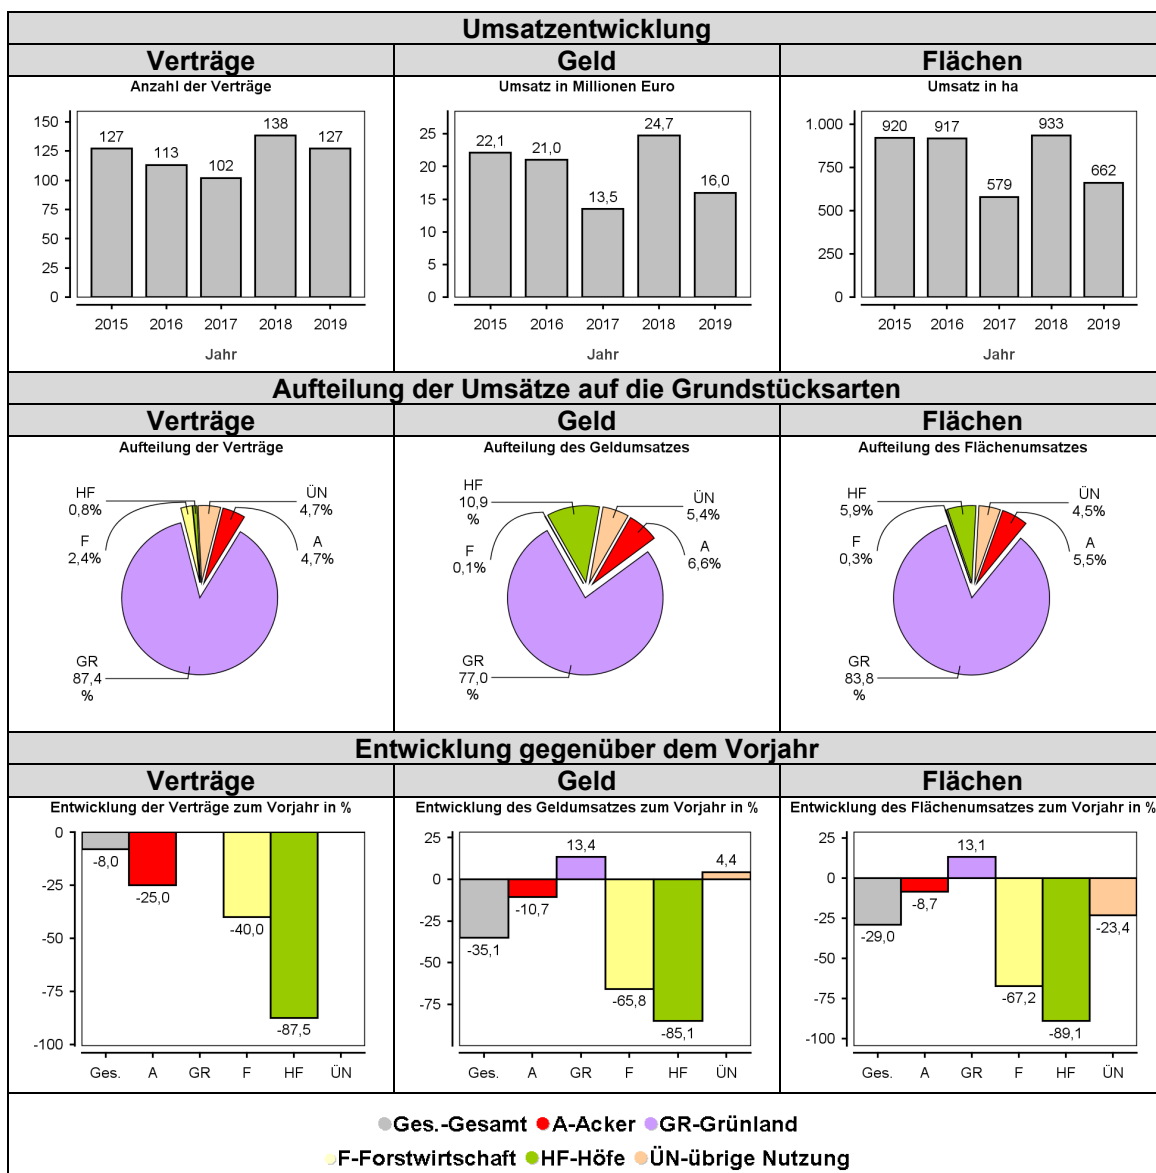 Umsatzentwicklung
Verträge Geld Flächen
Anzahl der Verträge
150
125
100
75
50
25
0
127
113
102
138
127
2015 2016 2017 2018 2019
Jahr
Umsatz in Millionen Euro
25
20
15
10
5
0
22,1
21,0
13,5
24,7
16,0
2015 2016 2017 2018 2019
Jahr
Umsatz in ha
1.000
750
500
250
0
920
917
579
933
662
2015 2016 2017 2018 2019
Jahr
Aufteilung der Umsätze auf die Grundstücksarten
Verträge Geld Flächen
Aufteilung der Verträge
HF
0,8%
ÜN
4,7%
F
2,4%
A
4,7%
GR
87,4
%
Aufteilung des Geldumsatzes
HF
10,9
%
ÜN
5,4%
F
0,1%
A
6,6%
GR
77,0
%
Aufteilung des Flächenumsatzes
HF
5,9%
ÜN
4,5%
F
0,3%
A
5,5%
GR
83,8
%
Entwicklung gegenüber dem Vorjahr
Verträge Geld Flächen
Entwicklung der Verträge zum Vorjahr in %
0
-25
-50
-75
-100
-8,0
-25,0
-40,0
-87,5
Ges. A GR F HF ÜN
Entwicklung des Geldumsatzes zum Vorjahr in %
25
0
-25
-50
-75
-35,1
-10,7
13,4
-65,8
-85,1
4,4
Ges. A GR F HF ÜN
Entwicklung des Flächenumsatzes zum Vorjahr in %
25
0
-25
-50
-75
-100
-29,0
-8,7
13,1
-67,2
-89,1
-23,4
Ges. A GR F HF ÜN
Ges.-Gesamt A-Acker GR-Grünland
F-Forstwirtschaft HF-Höfe ÜN-übrige Nutzung